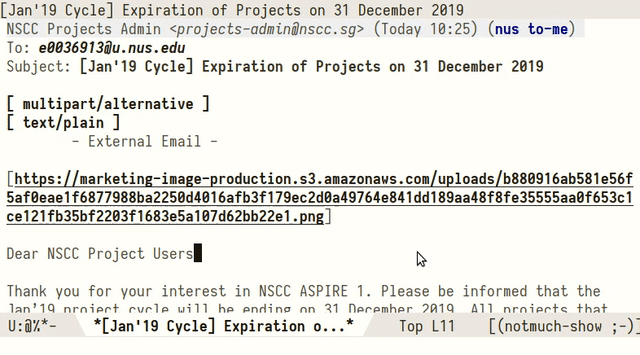 [Jan'19 Cycle] Expiration of Projects on 31 December 2019
NSCC Projects Admin <projects-admin@nscc.sg> (Today 10:25) (nus to-me)
To: e0036913@u.nus.edu
Subject: [Jan'19 Cycle] Expiration of Projects on 31 December 2019
[ multipart/alternative ]
[ text/plain ]
- External Email -
[https://marketing-image-production.s3.amazonaws.com/uploads/b880916ab581e56f
5af0eae1f6877988ba2250d4016afb3f179ec2d0a49764e841dd189aa48f8fe35555aa0f653c1
ce121fb35bf2203f1683e5a107d62bb22e1.png]
Dear NSCC Project Users
Thank you for your interest in NSCC ASPIRE 1. Please be informed that the
Jan’19 project cycle will be ending on 31 December 2019. All projects that
U:@%*- *[Jan'19 Cycle] Expiration o...* Top L11 [(notmuch-show ;-)